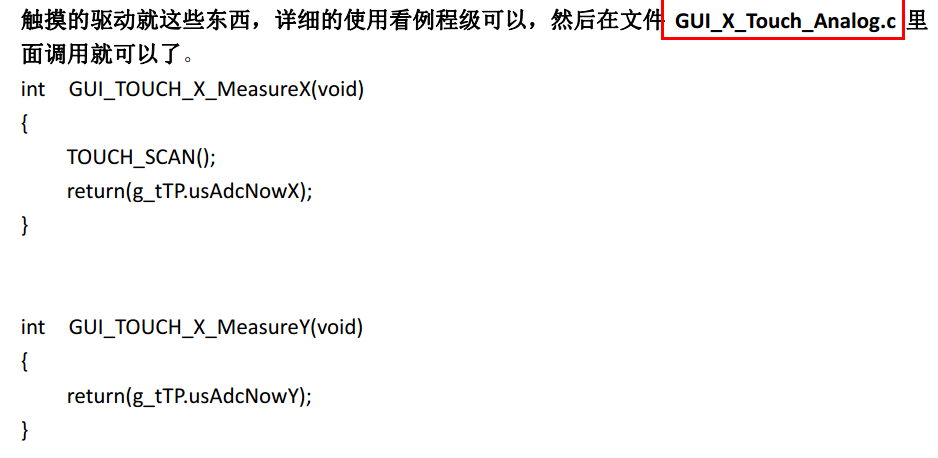 触摸的驱动就这些东西，详细的使用看例程级可以，然后在文件 GUI_X_Touch_Analog.c 里
面调用就可以了。
int GUI_TOUCH_X_MeasureX(void)
{
TOUCH_SCAN();
return(g_tTP.usAdcNowX);
}
int GUI_TOUCH_X_MeasureY(void)
{
return(g_tTP.usAdcNowY);
}